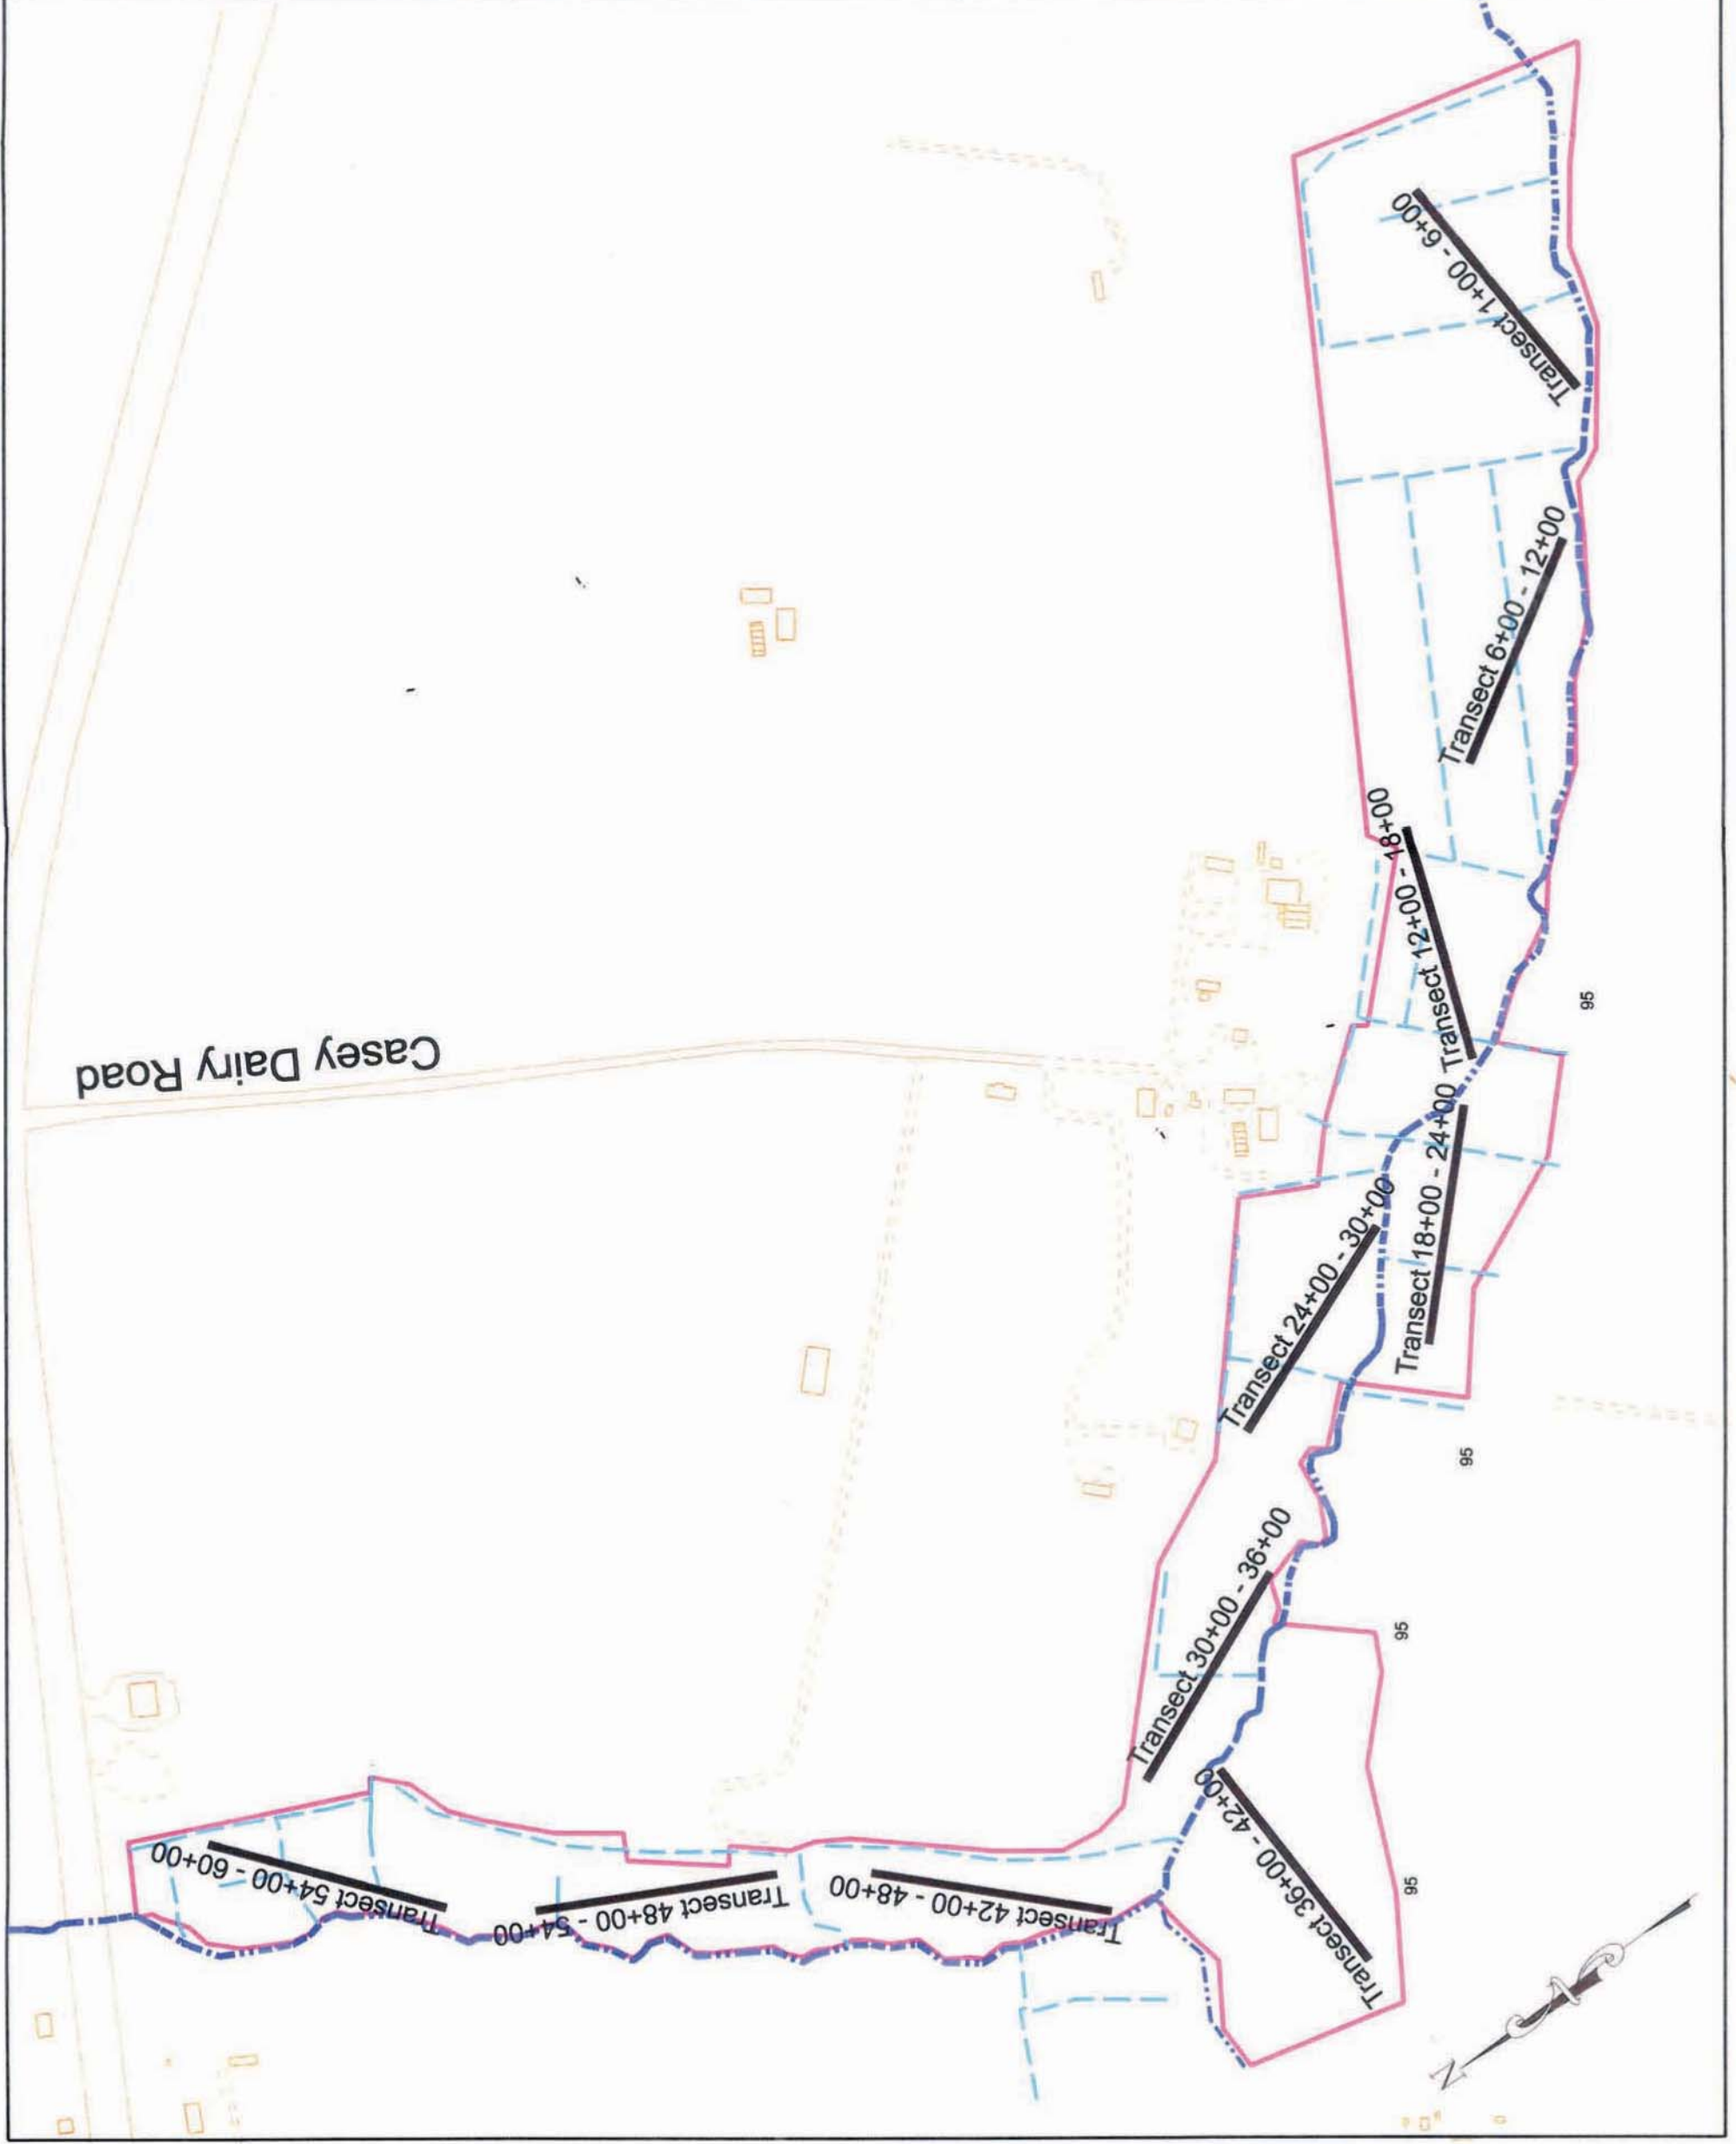 Transect 1+00 - 6+00
Transect 6+00 - 12+00
Transect 12+00 - 18+00
95
Casey Dairy Road
Transect 18+00 - 24+00
Transect 24+00 - 30+00
95
Transect 30+00 - 36+00
95
Transect 36+00 - 42+00
95
Transect 42+00 - 48+00
Transect 48+00 - 54+00
Transect 54+00 - 60+00
N